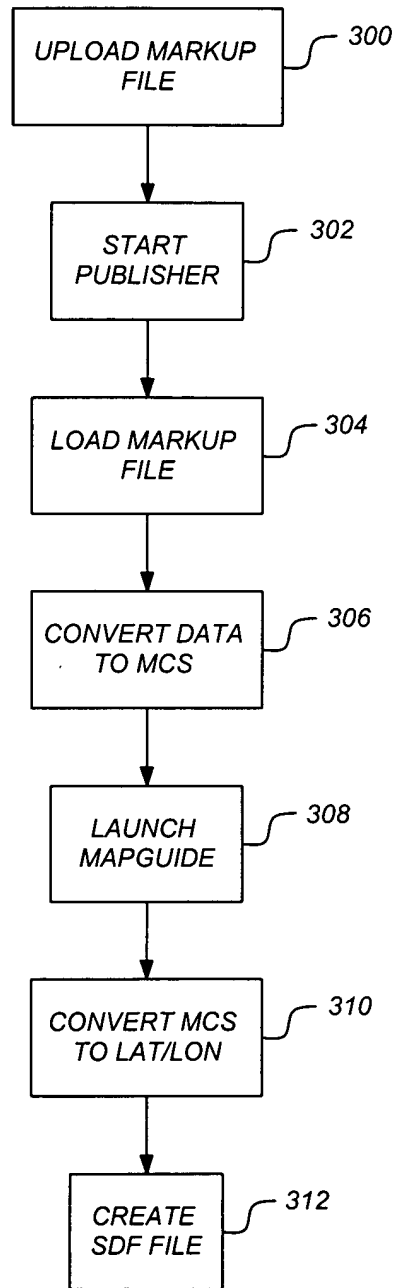 UPLOAD MARKUP
FILE
300
START
PUBLISHER
302
LOAD MARKUP
FILE
304
CONVERT DATA
TO MCS
306
LAUNCH
MAPGUIDE
308
CONVERT MCS
TO LAT/LON
310
CREATE
SDF FILE
312